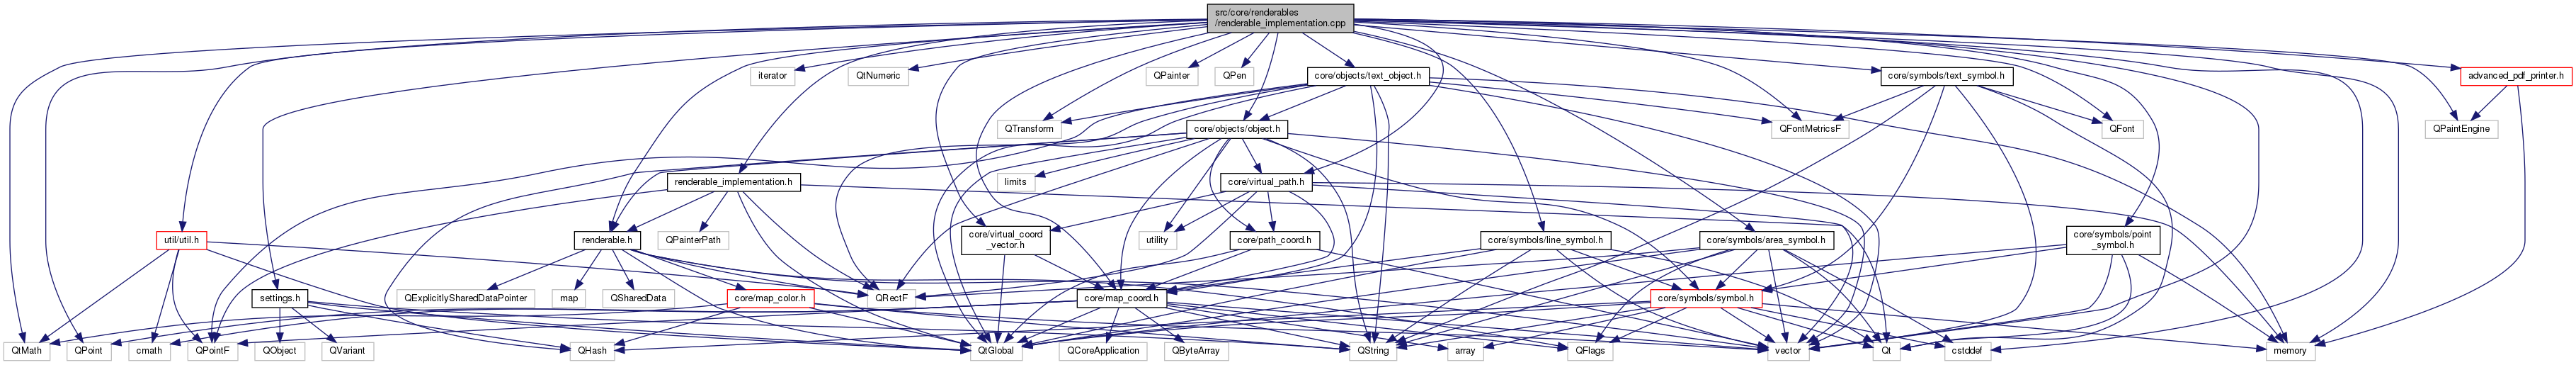 src/core/renderables
/renderable_implementation.cpp
iterator
QtNumeric
QPainter
QPen
core/objects/text_object.h
core/symbols/text_symbol.h
advanced_pdf_printer.h
QTransform
core/objects/object.h
QFontMetricsF
QFont
QPaintEngine
renderable_implementation.h
limits
core/virtual_path.h
util/util.h
renderable.h
QPainterPath
core/virtual_coord
_vector.h
utility
core/path_coord.h
core/symbols/line_symbol.h
core/symbols/area_symbol.h
core/symbols/point
_symbol.h
settings.h
QExplicitlySharedDataPointer
map
QSharedData
core/map_color.h
QRectF
core/map_coord.h
core/symbols/symbol.h
QtMath
QPoint
cmath
QPointF
QObject
QVariant
QHash
QtGlobal
QCoreApplication
QByteArray
QString
array
QFlags
vector
Qt
cstddef
memory